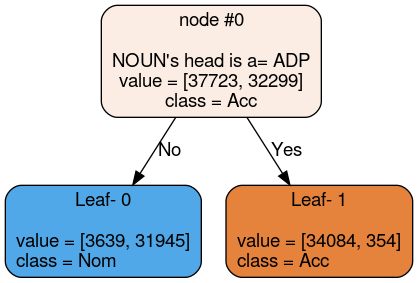 node #0
NOUN's head is a= ADP
value = [37723, 32299]
class = Acc
No
Yes
Leaf- 0
value = [3639, 31945]
class = Nom
Leaf- 1
value = [34084, 354]
class = Acc